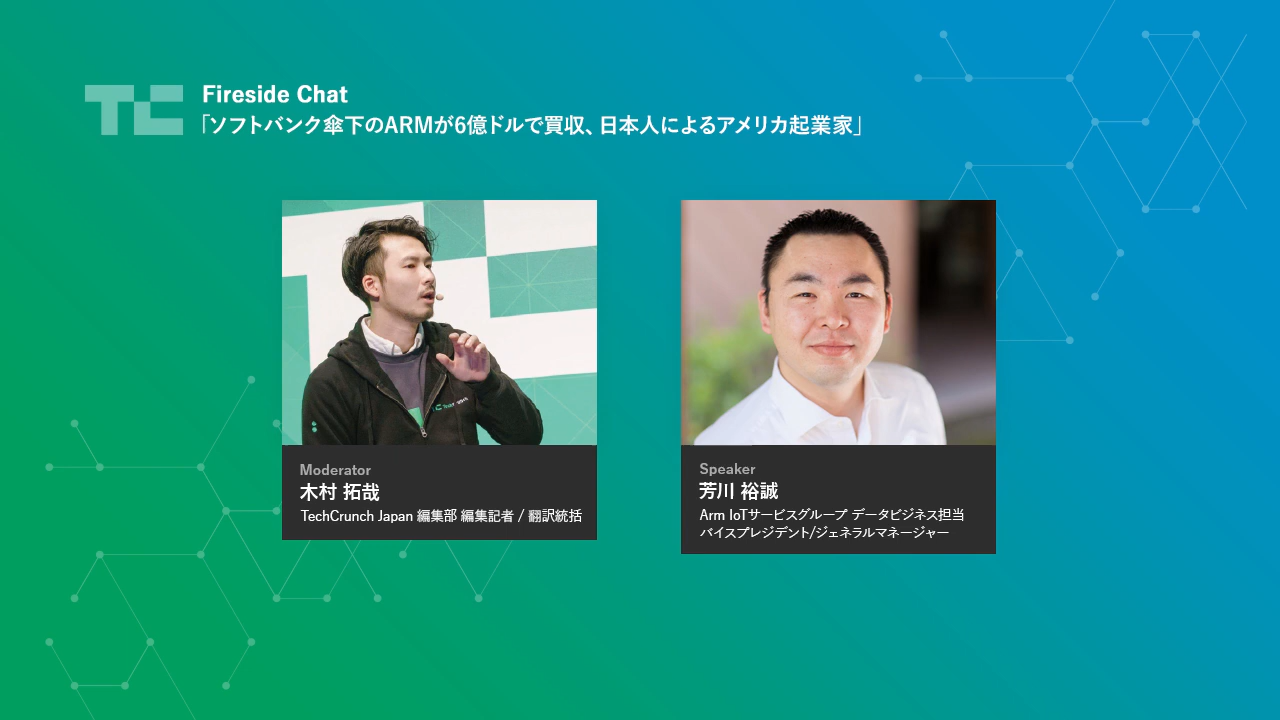 TC
Fireside Chat
「ソフトバンク傘下のARMが6億ドルで買収、日本人によるアメリカ起業家」
Moderator
木村 拓哉
TechCrunch Japan 編集部 編集記者 / 翻訳統括
Speaker
芳川 裕誠
Arm IoTサービスグループ データビジネス担当
バイスプレジデント/ジェネラルマネージャー